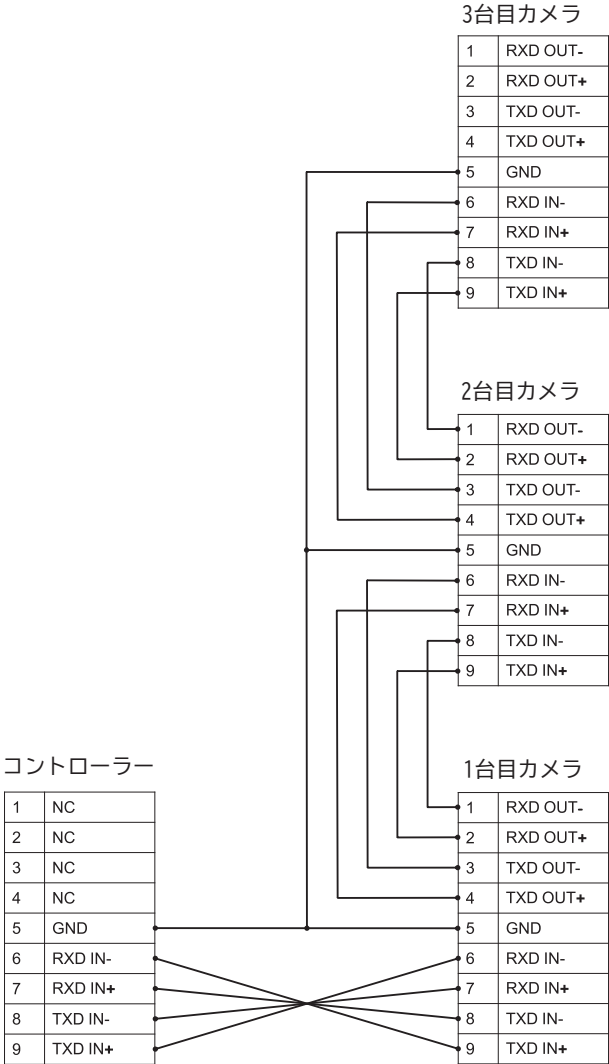 3台目カメラ
1 RXD OUT-
2 RXD OUT+
3 TXD OUT-
4 TXD OUT+
5 GND
6 RXD IN-
7 RXD IN+
8 TXD IN-
9 TXD IN+
2台目カメラ
1 RXD OUT-
2 RXD OUT+
3 TXD OUT-
4 TXD OUT+
5 GND
6 RXD IN-
7 RXD IN+
8 TXD IN-
9 TXD IN+
コントローラー
1 NC
2 NC
3 NC
4 NC
5 GND
6 RXD IN-
7 RXD IN+
8 TXD IN-
9 TXD IN+
1台目カメラ
1 RXD OUT-
2 RXD OUT+
3 TXD OUT-
4 TXD OUT+
5 GND
6 RXD IN-
7 RXD IN+
8 TXD IN-
9 TXD IN+